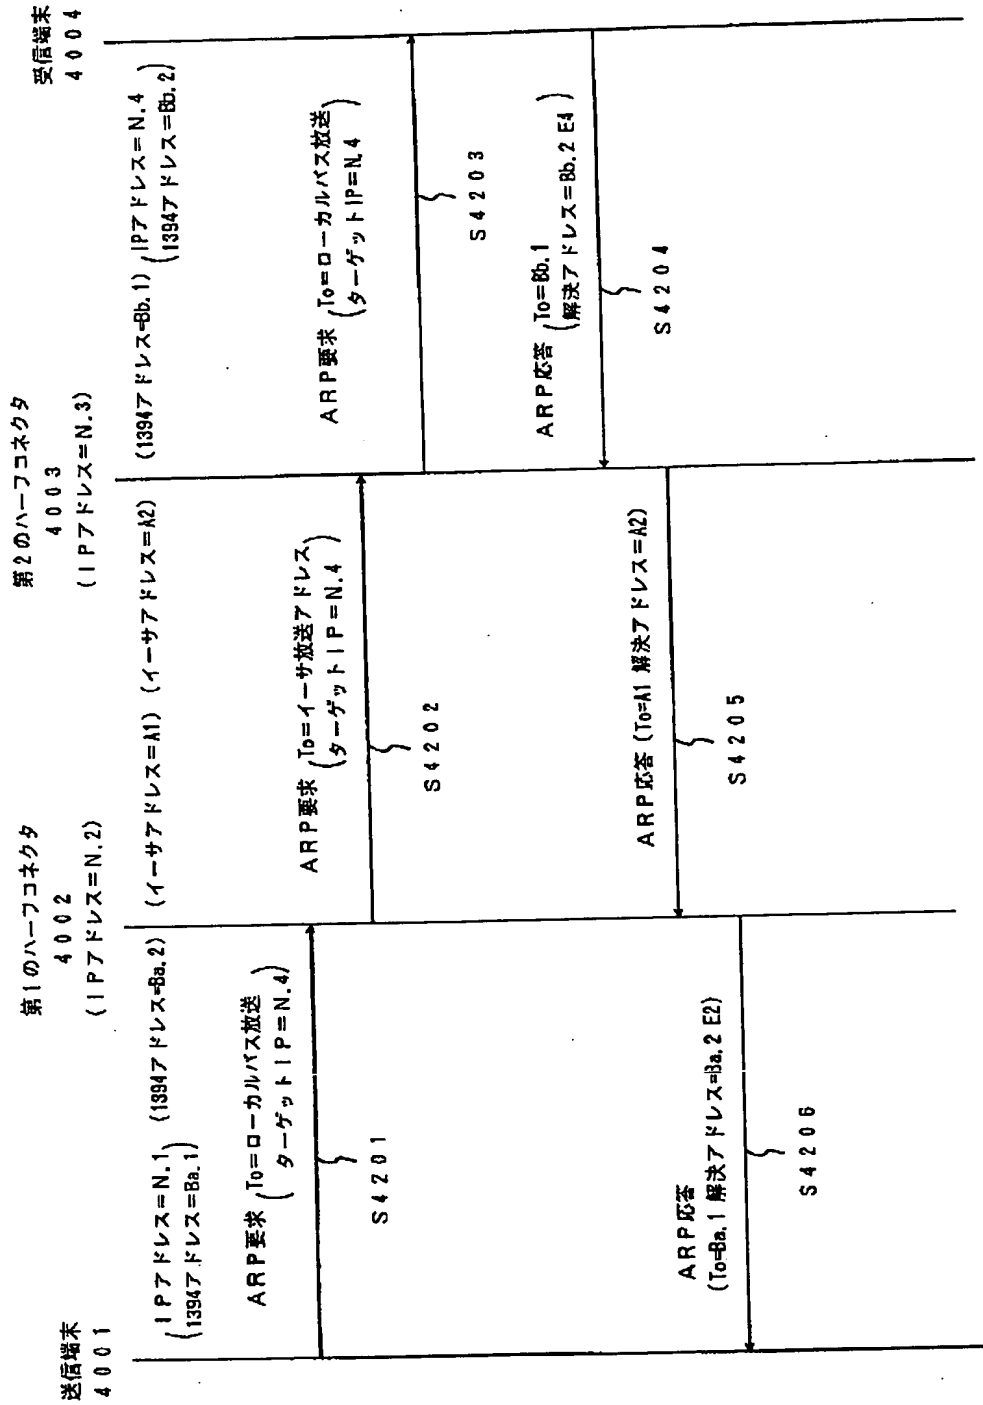 送信端末
4001
第1のハーフコネクタ
4002
(IPアドレス=N.2)
第2のハーフコネクタ
4003
(IPアドレス=N.3)
受信端末
4004
(IPアドレス=N.1
1394アドレス=Ba.1)
(1394アドレス=Ba.2)
(イーサアドレス=A1)
(イーサアドレス=A2)
(1394アドレス=Bb.1)
(IPアドレス=N.4
1394アドレス=Bb.2)
ARP要求 (To=ローカルバス放送
ターゲットIP=N.4)
S4201
ARP要求 (To=イーサ放送アドレス
ターゲットIP=N.4)
S4202
ARP要求 (To=ローカルバス放送
ターゲットIP=N.4)
S4203
ARP応答 (To=Bb.1
解決アドレス=Bb.2 E4)
S4204
ARP応答 (To=A1 解決アドレス=A2)
S4205
ARP応答
(To=Ba.1 解決アドレス=Ba.2 E2)
S4206